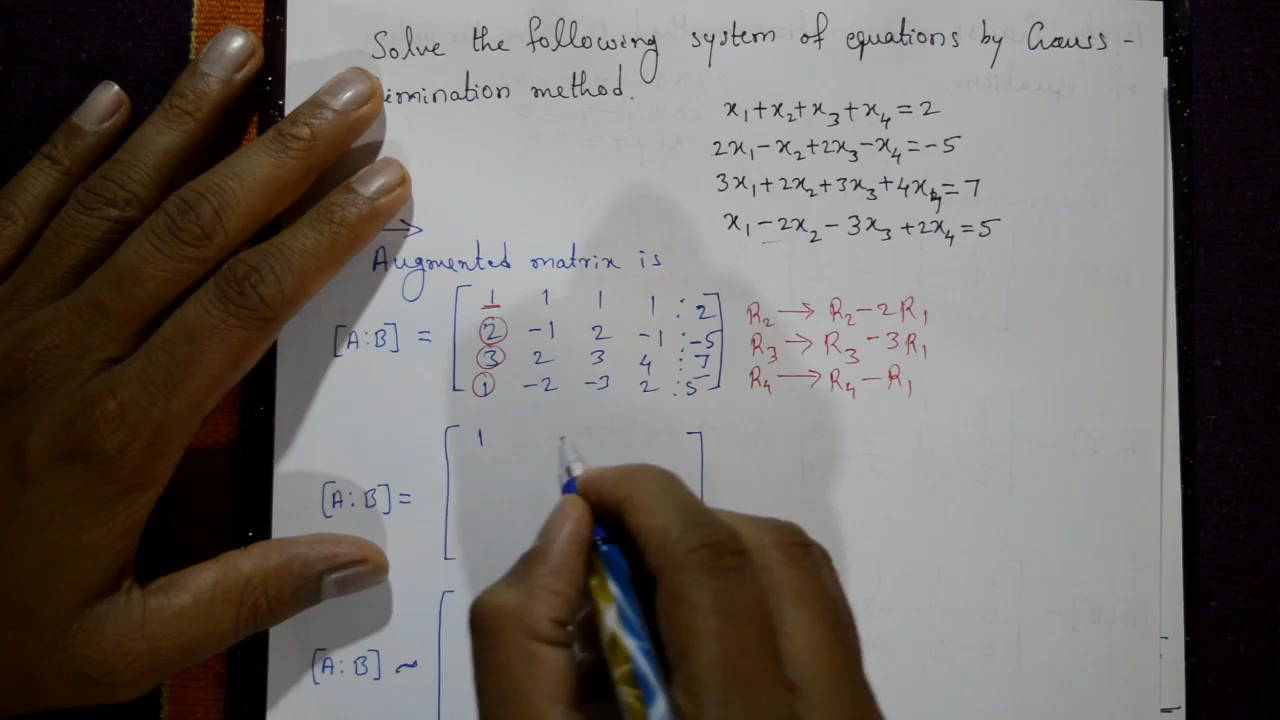 Solve the following system of equations by Gauss-
imination method.
x₁+x₂+x₃+x₄=2
2x₁-x₂+2x₃-x₄=-5
3x₁+2x₂+3x₃+4x₄=7
x₁-2x₂-3x₃+2x₄=5
→
Augmented matrix is
1 1 1 1 : 2 R₂ → R₂-2R₁
[A:B] = 2 -1 2 -1 : -5 R₃ → R₃-3R₁
3 2 3 4 : 7 R₄ → R₄-R₁
1 -2 -3 2 : 5
1
[A:B] =
[A:B] ~